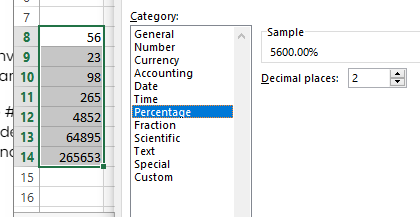 7
8 56
9 23
10 98
11 265
12 4852
13 64895
14 265653
15
16
#
Category:
General
Number
Currency
Accounting
Date
Time
Percentage
Fraction
Scientific
Text
Special
Custom
Sample
5600.00%
Decimal places: 2